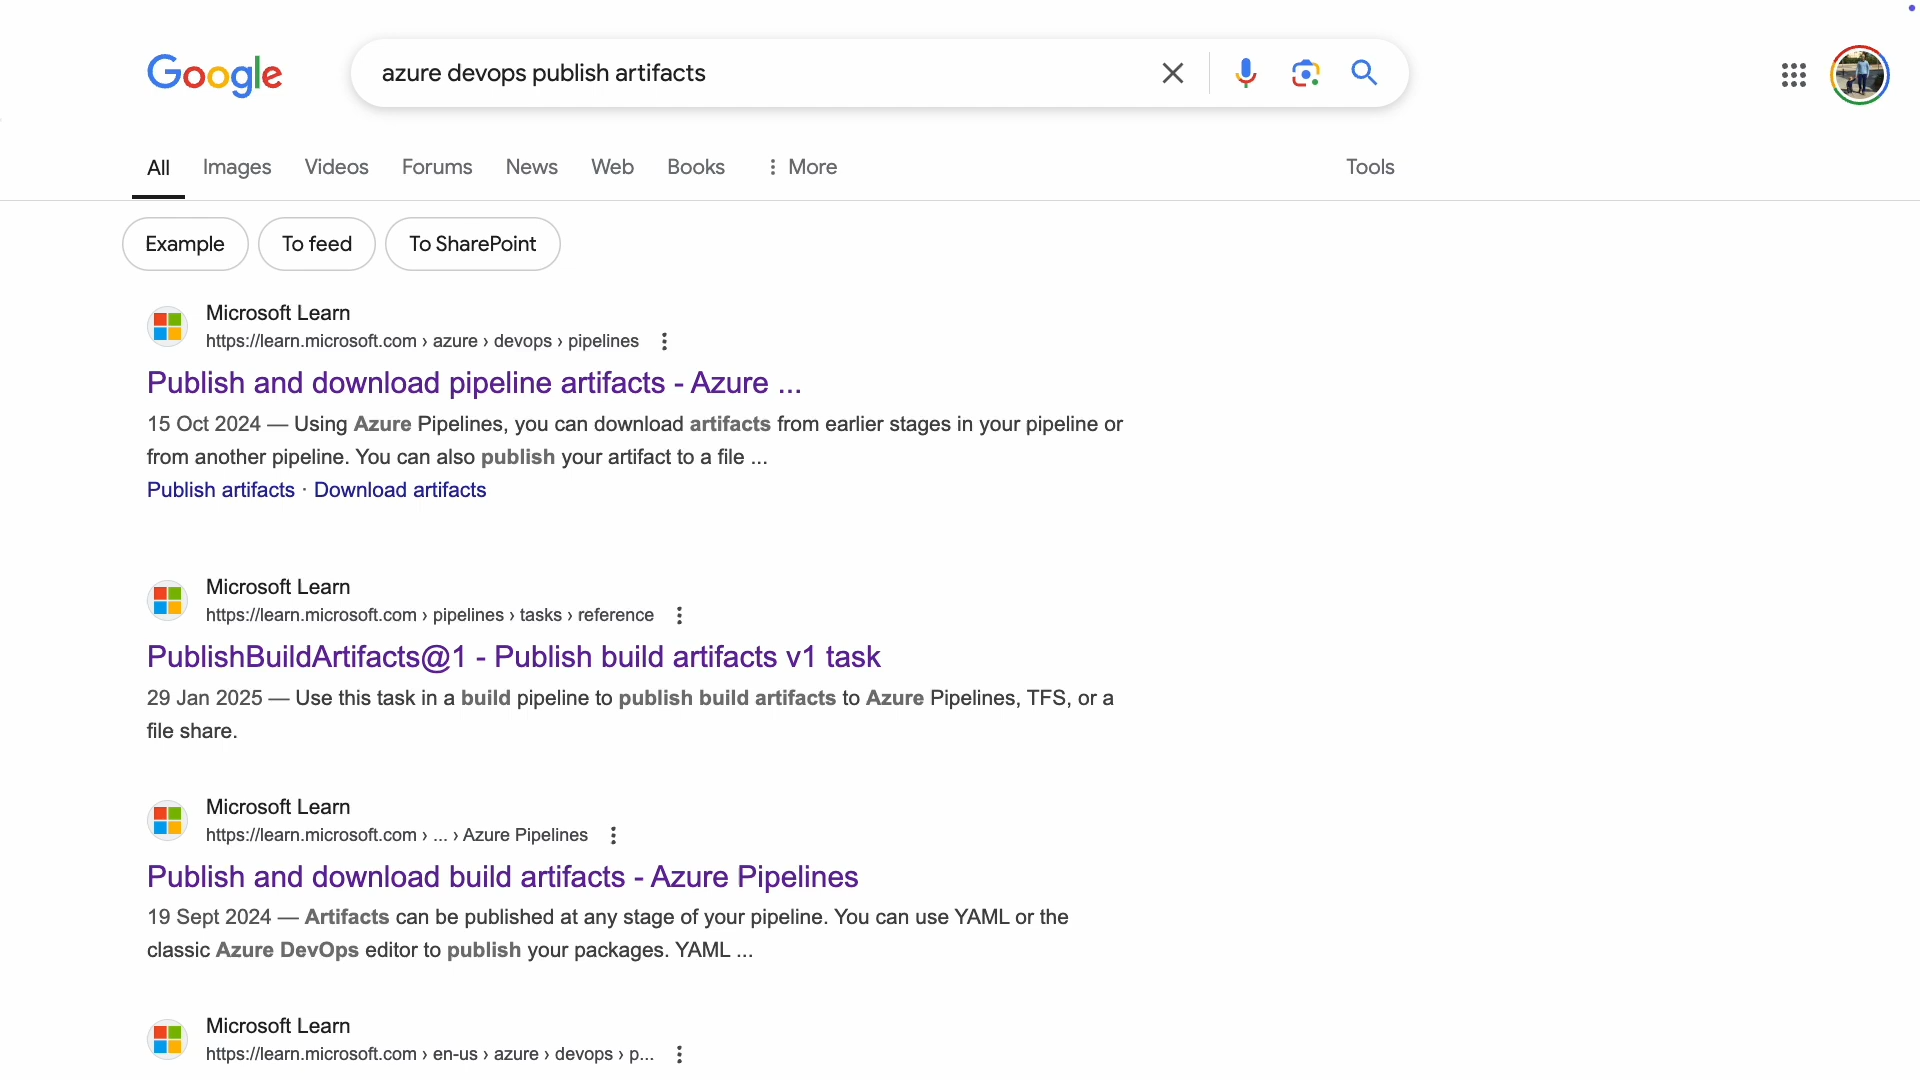 Google
azure devops publish artifacts
All Images Videos Forums News Web Books More Tools
Example To feed To SharePoint
Microsoft Learn
https://learn.microsoft.com › azure › devops › pipelines
Publish and download pipeline artifacts - Azure ...
15 Oct 2024 — Using Azure Pipelines, you can download artifacts from earlier stages in your pipeline or
from another pipeline. You can also publish your artifact to a file ...
Publish artifacts · Download artifacts
Microsoft Learn
https://learn.microsoft.com › pipelines › tasks › reference
PublishBuildArtifacts@1 - Publish build artifacts v1 task
29 Jan 2025 — Use this task in a build pipeline to publish build artifacts to Azure Pipelines, TFS, or a
file share.
Microsoft Learn
https://learn.microsoft.com › ... › Azure Pipelines
Publish and download build artifacts - Azure Pipelines
19 Sept 2024 — Artifacts can be published at any stage of your pipeline. You can use YAML or the
classic Azure DevOps editor to publish your packages. YAML ...
Microsoft Learn
https://learn.microsoft.com › en-us › azure › devops › p...